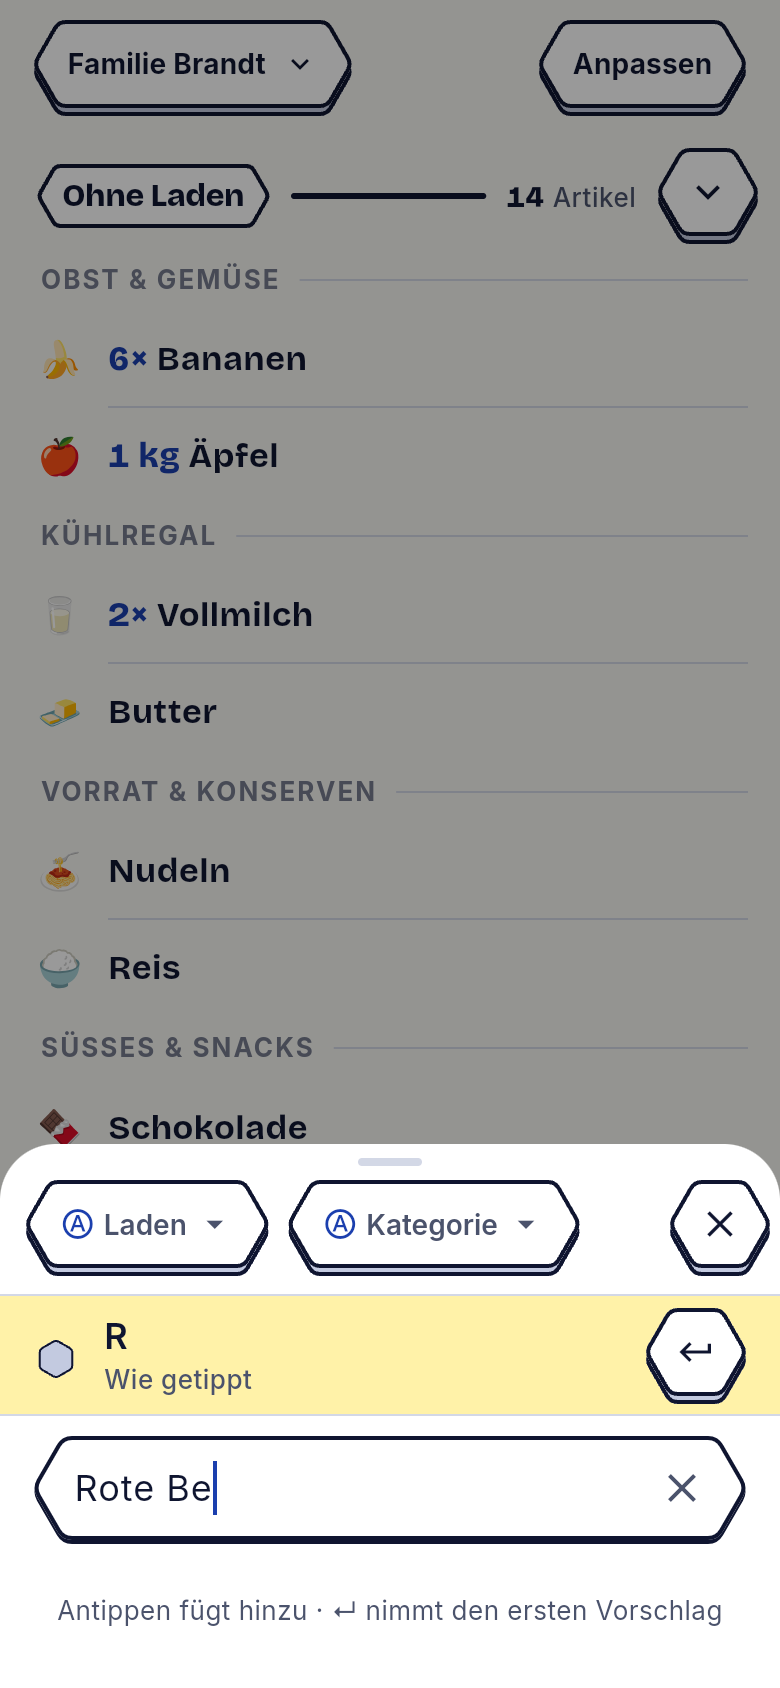 Familie Brandt
Anpassen
Ohne Laden
14 Artikel
OBST & GEMÜSE
6× Bananen
1 kg Äpfel
KÜHLREGAL
2× Vollmilch
Butter
VORRAT & KONSERVEN
Nudeln
Reis
SÜSSES & SNACKS
Schokolade
A Laden
A Kategorie
R
Wie getippt
Rote Be
Antippen fügt hinzu · ↵ nimmt den ersten Vorschlag